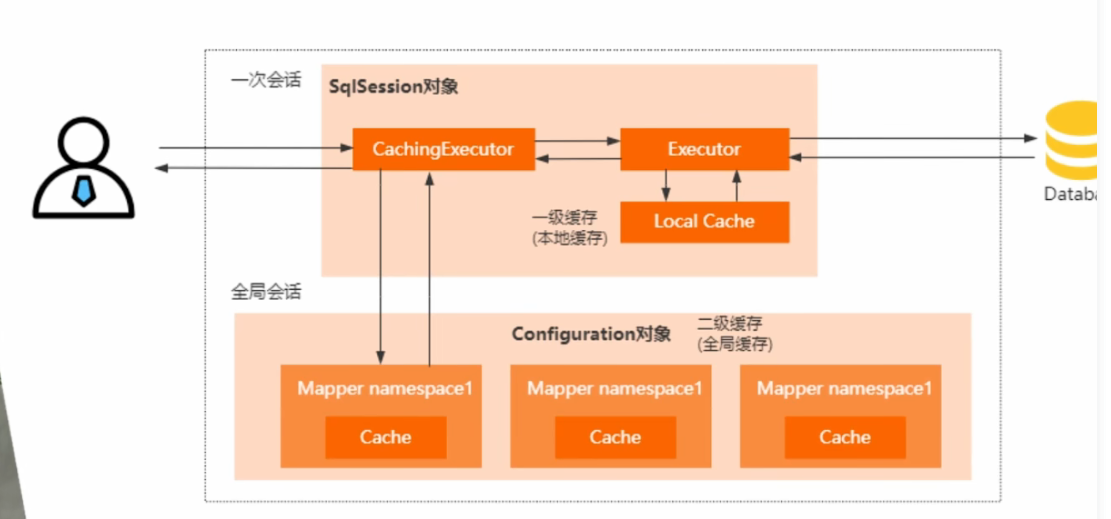 一次会话
SqlSession对象
CachingExecutor
Executor
一级缓存
(本地缓存)
Local Cache
Databa
全局会话
Configuration对象
二级缓存
(全局缓存)
Mapper namespace1
Cache
Mapper namespace1
Cache
Mapper namespace1
Cache